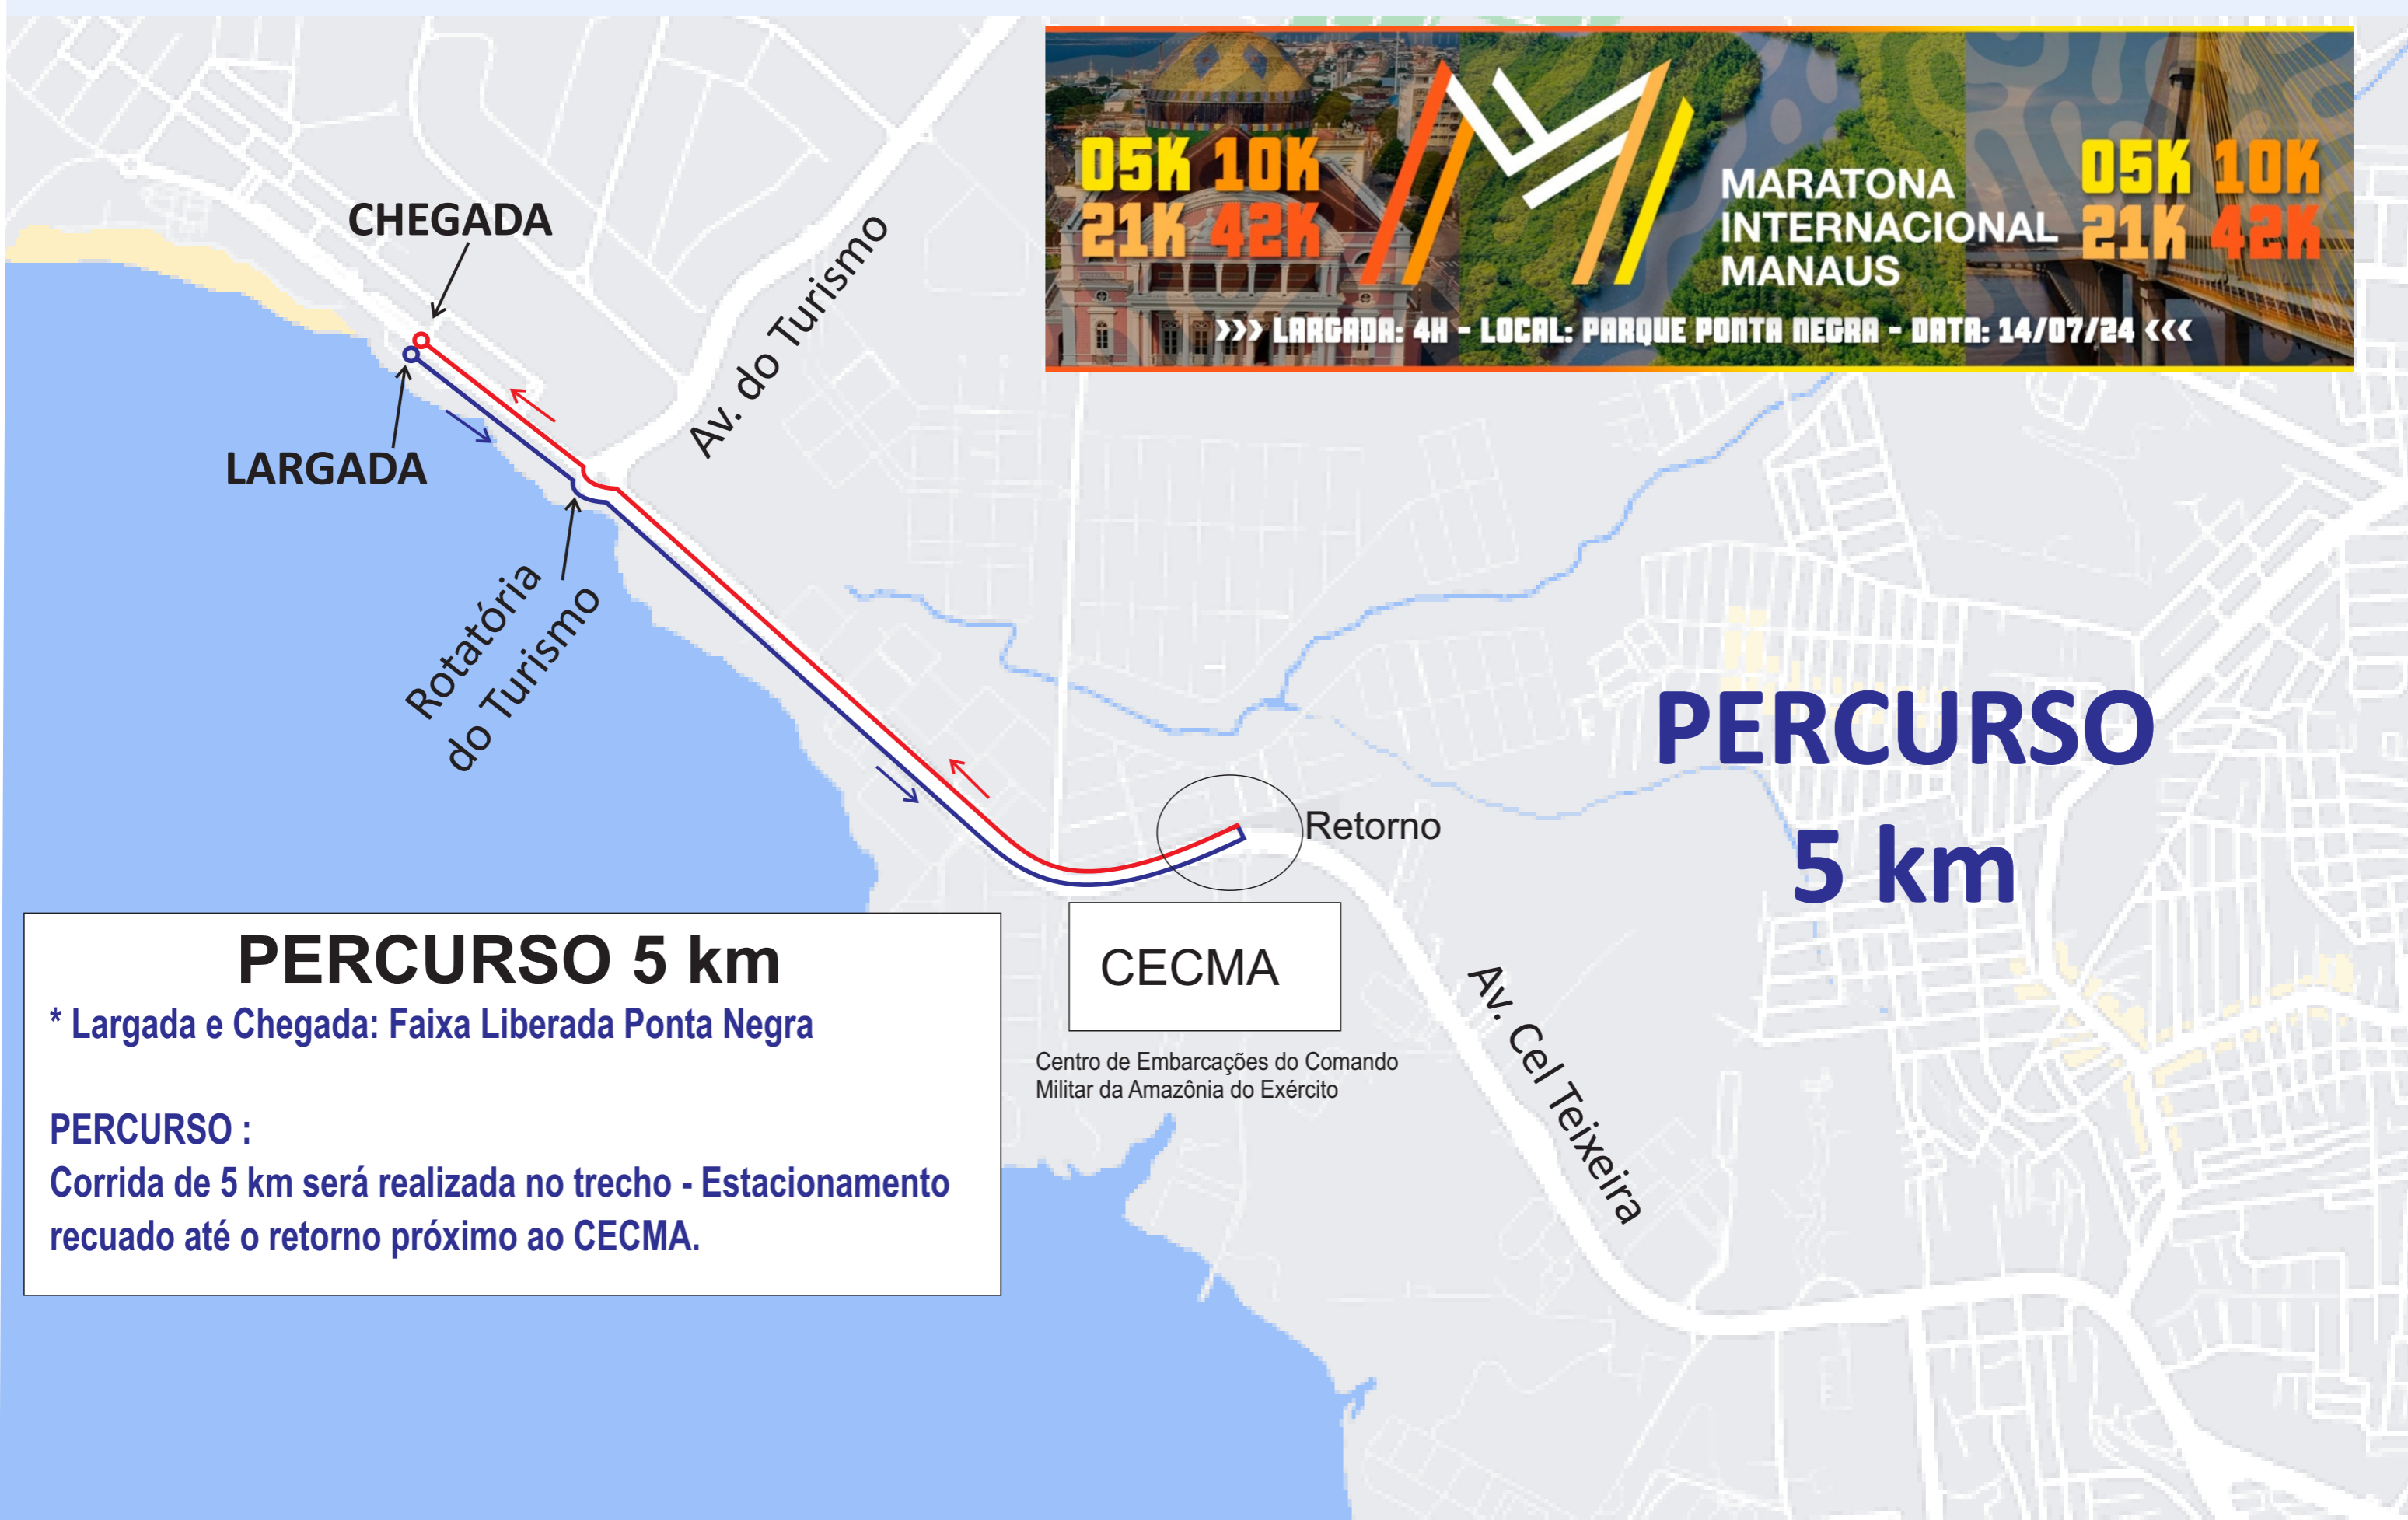 05K 10K
21K 42K
MARATONA
INTERNACIONAL
MANAUS
05K 10K
21K 42K
>>> LARGADA: 4H - LOCAL: PARQUE PONTA NEGRA - DATA: 14/07/24 <<<
CHEGADA
LARGADA
Av. do Turismo
Rotatória
do Turismo
Retorno
PERCURSO
5 km
CECMA
Centro de Embarcações do Comando
Militar da Amazônia do Exército
Av. Cel Teixeira
PERCURSO 5 km
* Largada e Chegada: Faixa Liberada Ponta Negra
PERCURSO :
Corrida de 5 km será realizada no trecho - Estacionamento
recuado até o retorno próximo ao CECMA.